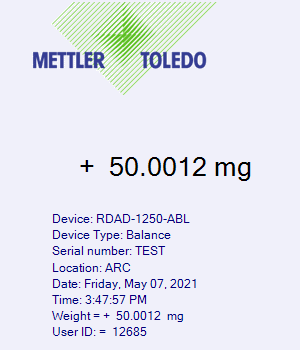 METTLER TOLEDO
+ 50.0012 mg
Device: RDAD-1250-ABL
Device Type: Balance
Serial number: TEST
Location: ARC
Date: Friday, May 07, 2021
Time: 3:47:57 PM
Weight = + 50.0012 mg
User ID: = 12685